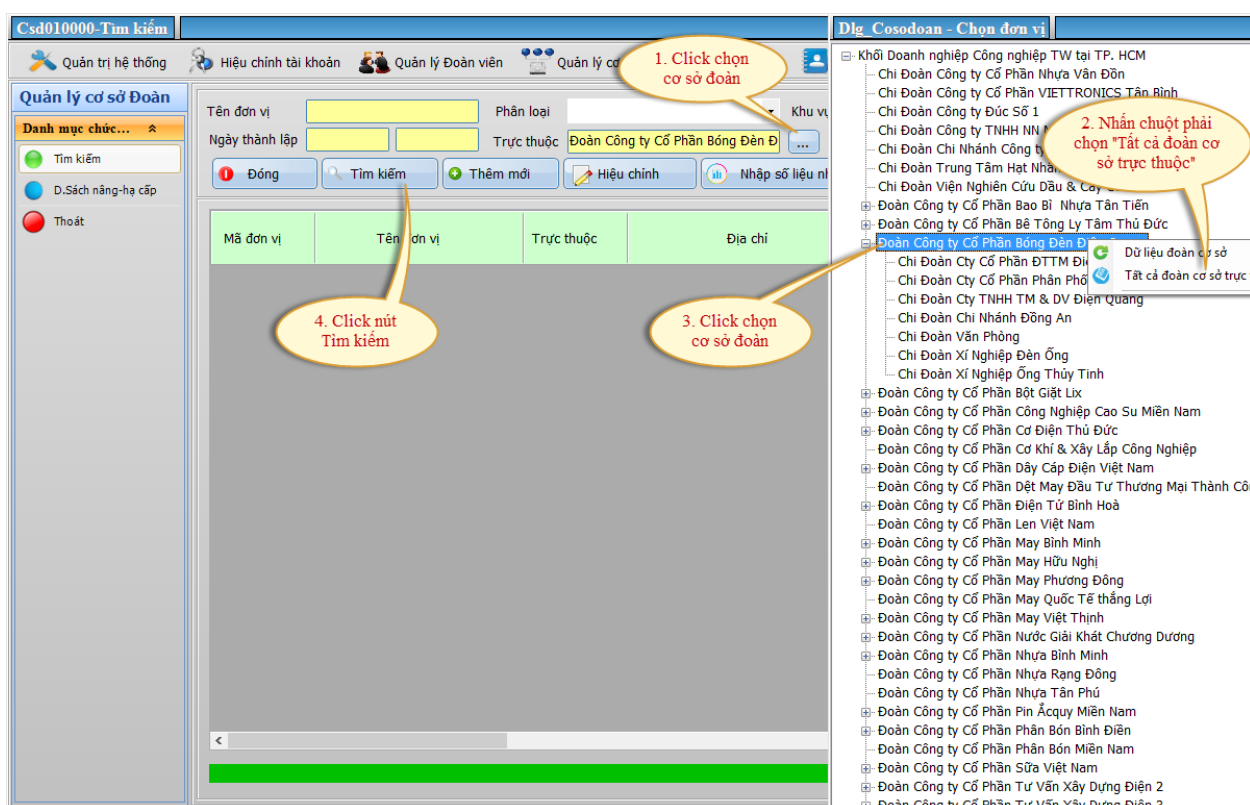 Csd010000-Tìm kiếm
Quản trị hệ thống
Hiệu chỉnh tài khoản
Quản lý Đoàn viên
Quản lý cơ
1. Click chọn
cơ sở đoàn
Quản lý cơ sở Đoàn
Danh mục chức...
Tìm kiếm
D.Sách nâng-hạ cấp
Thoát
Tên đơn vị
Phân loại
Khu vự
Ngày thành lập
Trực thuộc
Đoàn Công ty Cổ Phần Bóng Đèn Đ
...
Đóng
Tìm kiếm
Thêm mới
Hiệu chỉnh
Nhập số liệu nh
Mã đơn vị
Tên đơn vị
Trực thuộc
Địa chỉ
4. Click nút
Tìm kiếm
3. Click chọn
cơ sở đoàn
Dlg_Cosodoan - Chọn đơn vị
Khối Doanh nghiệp Công nghiệp TW tại TP. HCM
Chi Đoàn Công ty Cổ Phần Nhựa Vân Đồn
Chi Đoàn Công ty Cổ Phần VIETTRONICS Tân Bình
Chi Đoàn Công ty Đúc Số 1
Chi Đoàn Công ty TNHH NN
Chi Đoàn Chi Nhánh Công ty
Chi Đoàn Trung Tâm Hạt Nhân
Chi Đoàn Viện Nghiên Cứu Dầu & Cây
2. Nhấn chuột phải
chọn "Tất cả đoàn cơ
sở trực thuộc"
Đoàn Công ty Cổ Phần Bao Bì Nhựa Tân Tiến
Đoàn Công ty Cổ Phần Bê Tông Ly Tâm Thủ Đức
Đoàn Công ty Cổ Phần Bóng Đèn
Dữ liệu đoàn cơ sở
Tất cả đoàn cơ sở trực
Chi Đoàn Cty Cổ Phần ĐTTM
Chi Đoàn Cty Cổ Phần Phân Phố
Chi Đoàn Cty TNHH TM & DV Điện Quang
Chi Đoàn Chi Nhánh Đồng An
Chi Đoàn Văn Phòng
Chi Đoàn Xí Nghiệp Đèn Ống
Chi Đoàn Xí Nghiệp Ống Thủy Tinh
Đoàn Công ty Cổ Phần Bột Giặt Lix
Đoàn Công ty Cổ Phần Công Nghiệp Cao Su Miền Nam
Đoàn Công ty Cổ Phần Cơ Điện Thủ Đức
Đoàn Công ty Cổ Phần Cơ Khí & Xây Lắp Công Nghiệp
Đoàn Công ty Cổ Phần Dây Cáp Điện Việt Nam
Đoàn Công ty Cổ Phần Dệt May Đầu Tư Thương Mại Thành Cô
Đoàn Công ty Cổ Phần Điện Tử Bình Hoà
Đoàn Công ty Cổ Phần Len Việt Nam
Đoàn Công ty Cổ Phần May Bình Minh
Đoàn Công ty Cổ Phần May Hữu Nghị
Đoàn Công ty Cổ Phần May Phương Đông
Đoàn Công ty Cổ Phần May Quốc Tế thắng Lợi
Đoàn Công ty Cổ Phần May Việt Thịnh
Đoàn Công ty Cổ Phần Nước Giải Khát Chương Dương
Đoàn Công ty Cổ Phần Nhựa Bình Minh
Đoàn Công ty Cổ Phần Nhựa Rạng Đông
Đoàn Công ty Cổ Phần Nhựa Tân Phú
Đoàn Công ty Cổ Phần Pin Ắcquy Miền Nam
Đoàn Công ty Cổ Phần Phân Bón Bình Điền
Đoàn Công ty Cổ Phần Phân Bón Miền Nam
Đoàn Công ty Cổ Phần Sữa Việt Nam
Đoàn Công ty Cổ Phần Tư Vấn Xây Dựng Điện 2
Đoàn Công ty Cổ Phần Tư Vấn Xây Dựng Điện